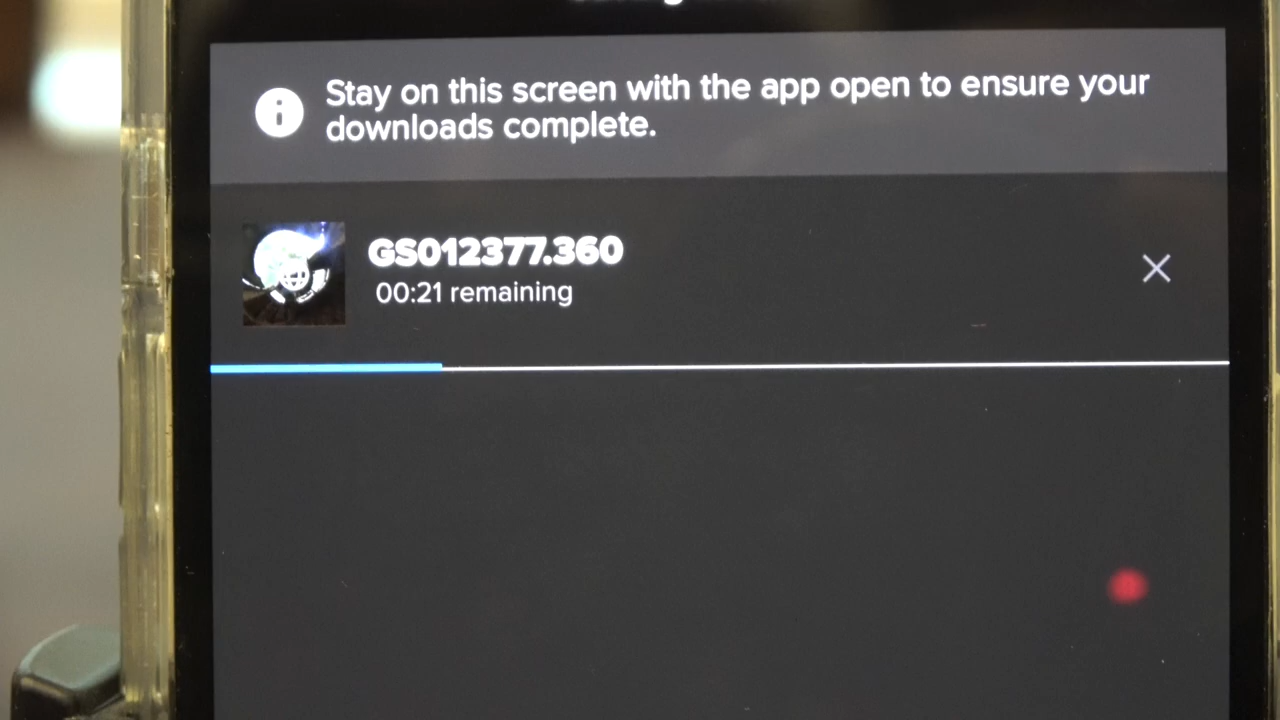 Stay on this screen with the app open to ensure your
downloads complete.
GS012377.360
00:21 remaining